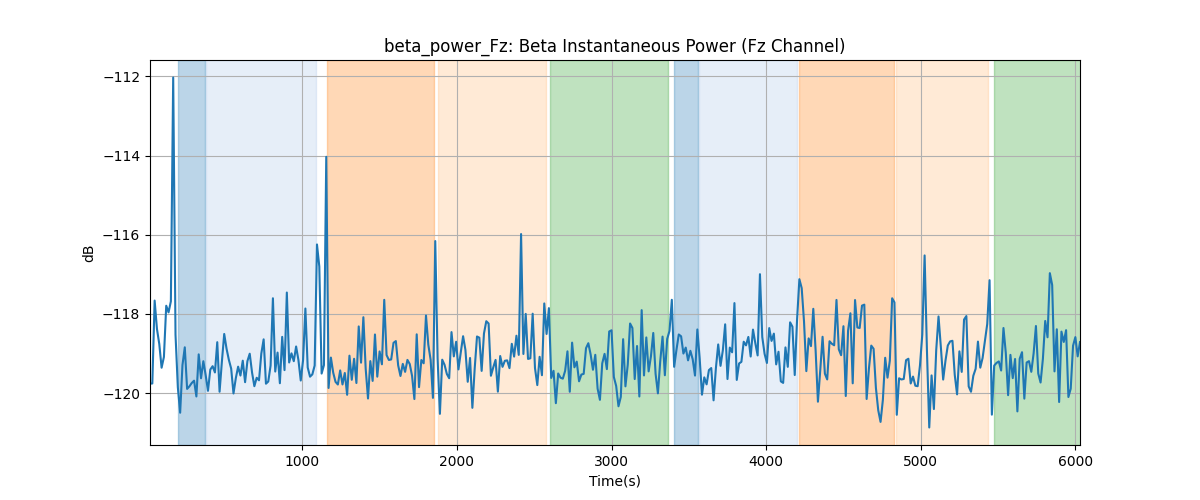 beta_power_Fz: Beta Instantaneous Power (Fz Channel)
−112
−114
−116
−118
−120
dB
1000 2000 3000 4000 5000 6000
Time(s)